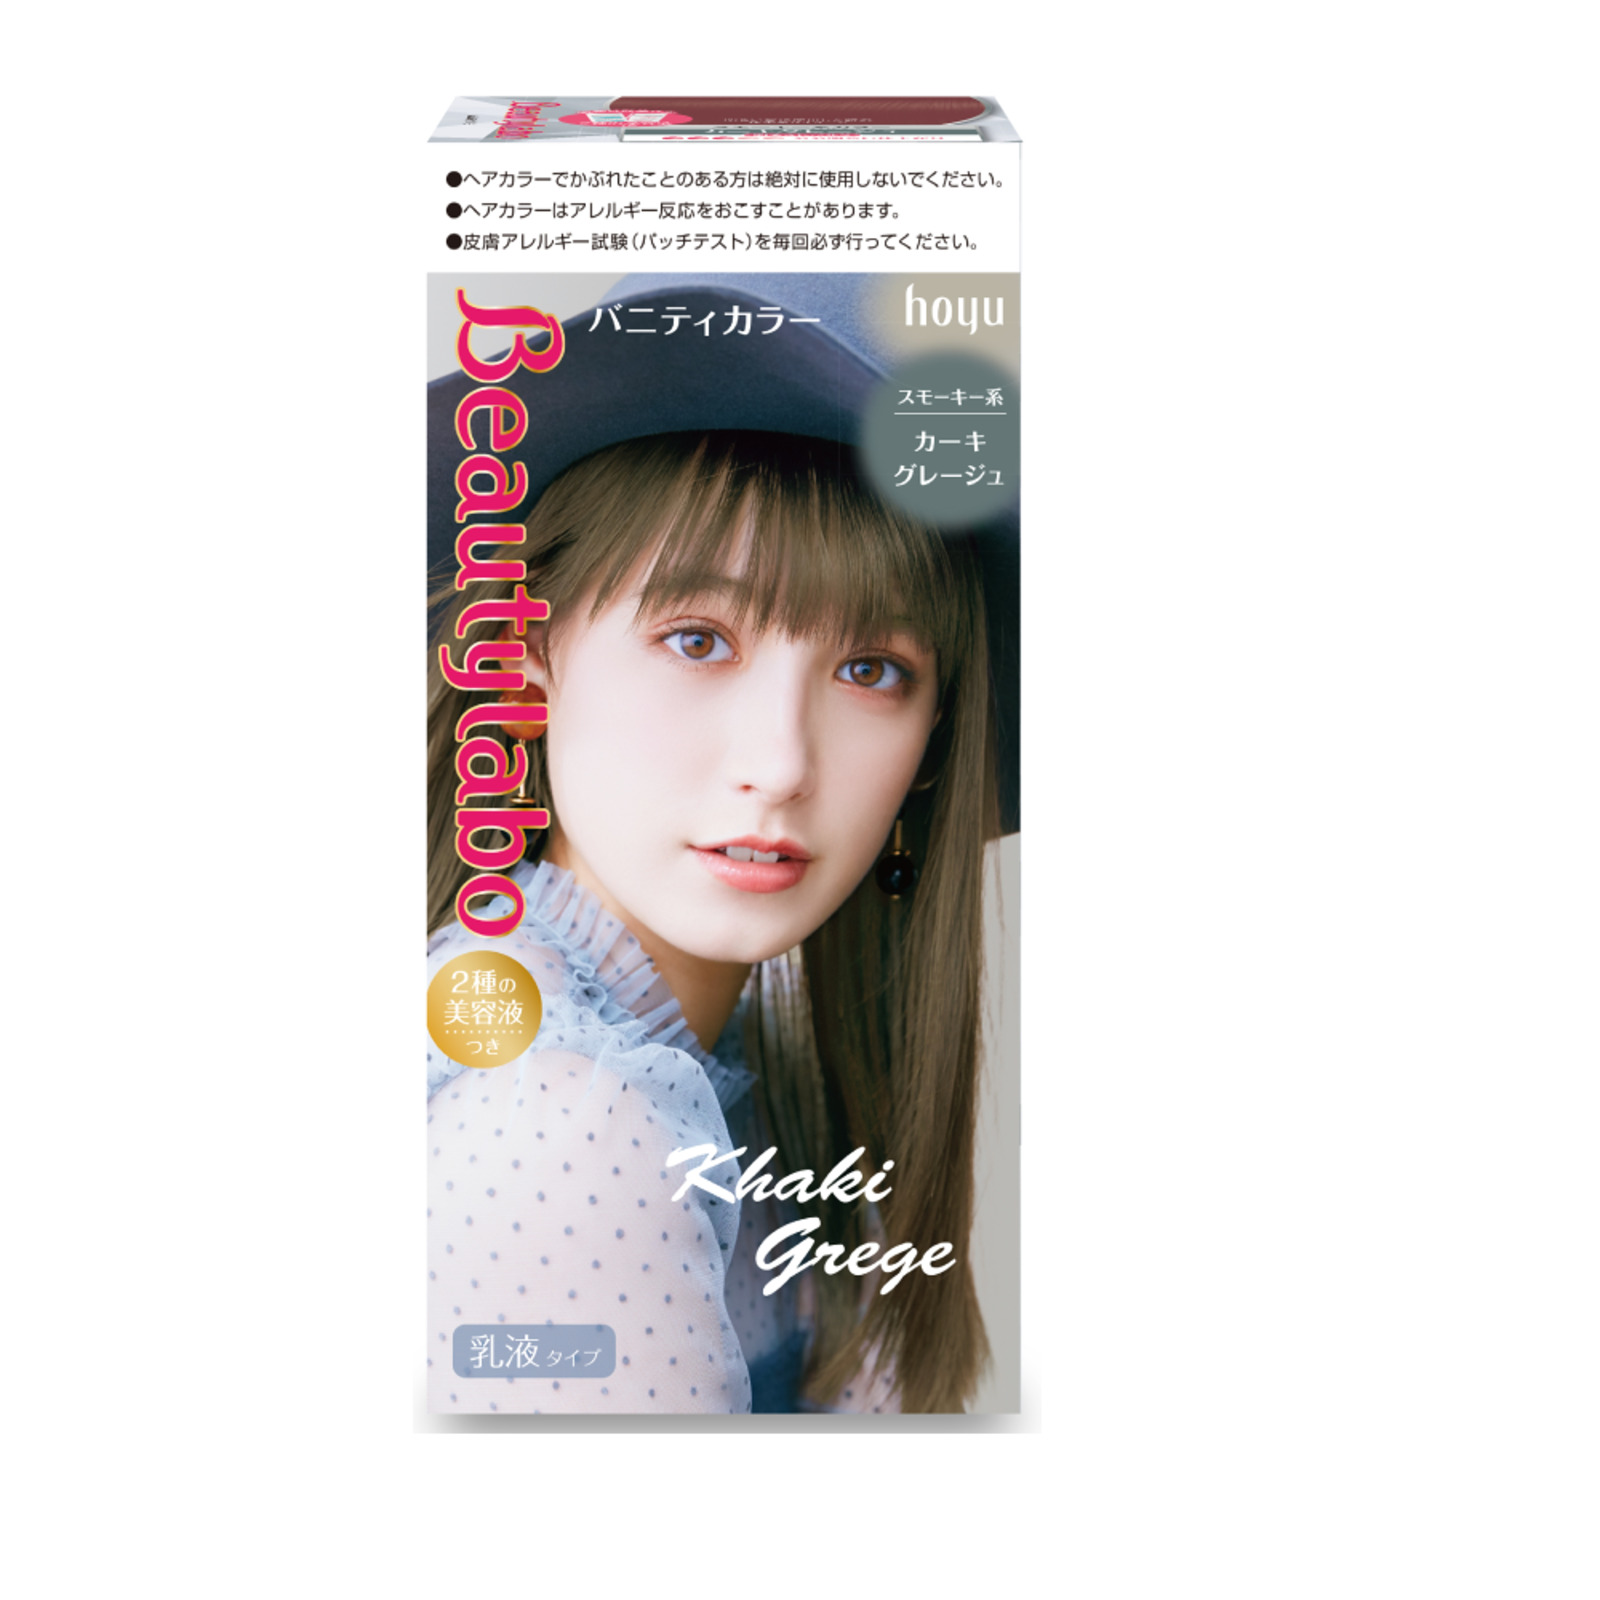 Beautylabo
●ヘアカラーでかぶれたことのある方は絶対に使用しないでください。
●ヘアカラーはアレルギー反応をおこすことがあります。
●皮膚アレルギー試験(パッチテスト)を毎回必ず行ってください。
Beautylabo
バニティカラー
hoyu
スモーキー系
カーキ
グレージュ
2種の
美容液
つき
Khaki
Grege
乳液タイプ